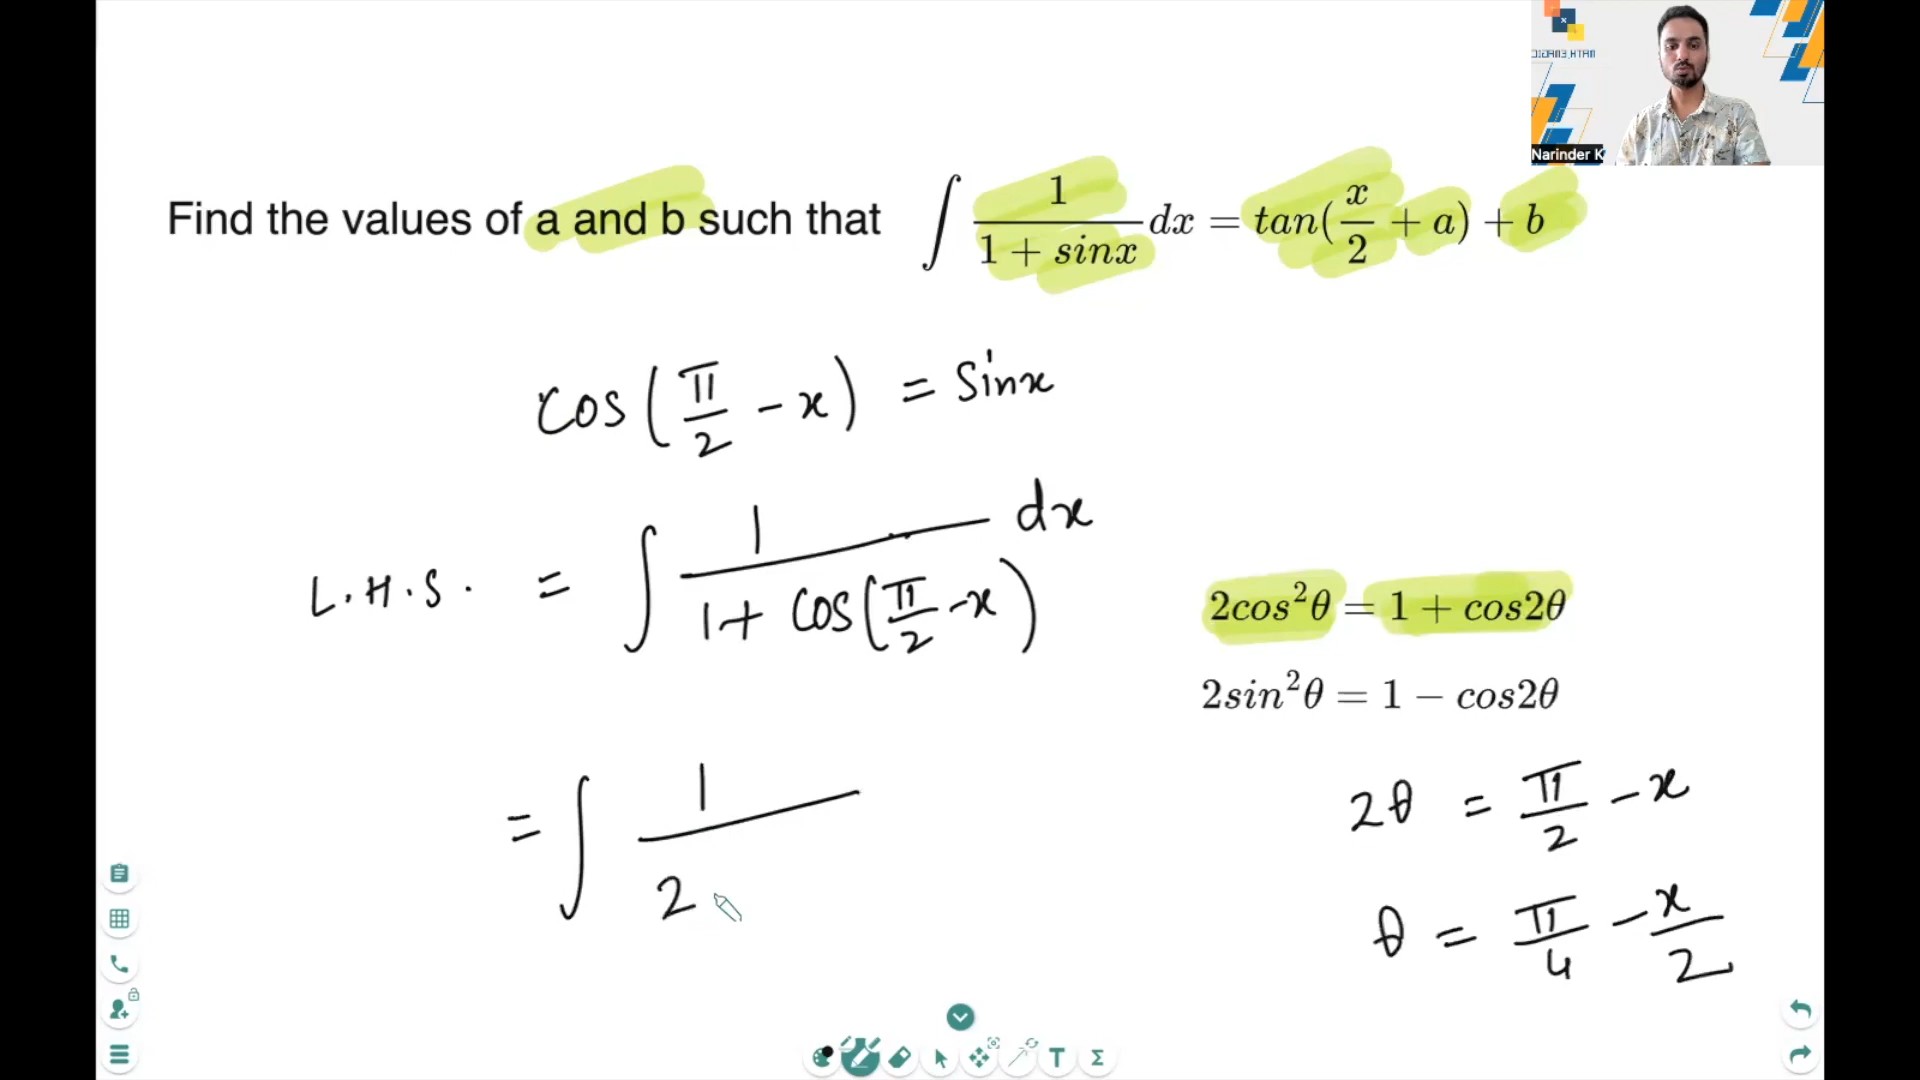 Narinder K
Find the values of a and b such that ∫ 1/(1 + sinx) dx = tan(x/2 + a) + b
cos(π/2 - x) = sinx
L.H.S. = ∫ 1/(1 + cos(π/2 - x)) dx
2cos²θ = 1 + cos2θ
2sin²θ = 1 − cos2θ
= ∫ 1/2
2θ = π/2 - x
θ = π/4 - x/2
T Σ